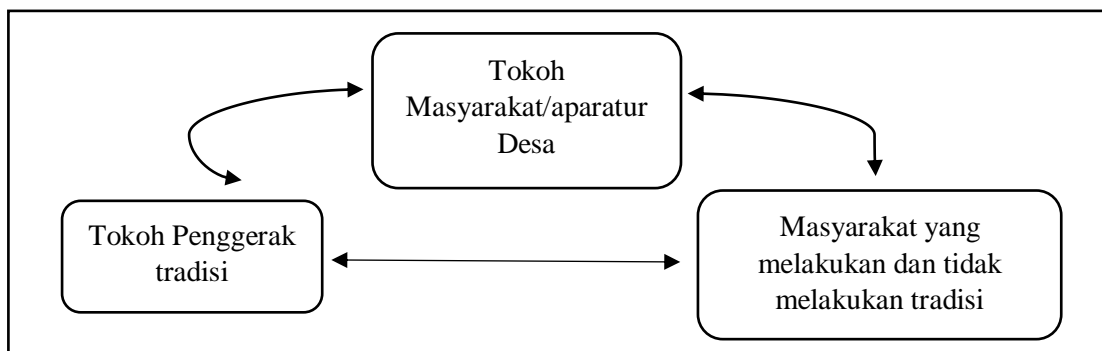 Tokoh
Masyarakat/aparatur
Desa
Tokoh Penggerak
tradisi
Masyarakat yang
melakukan dan tidak
melakukan tradisi